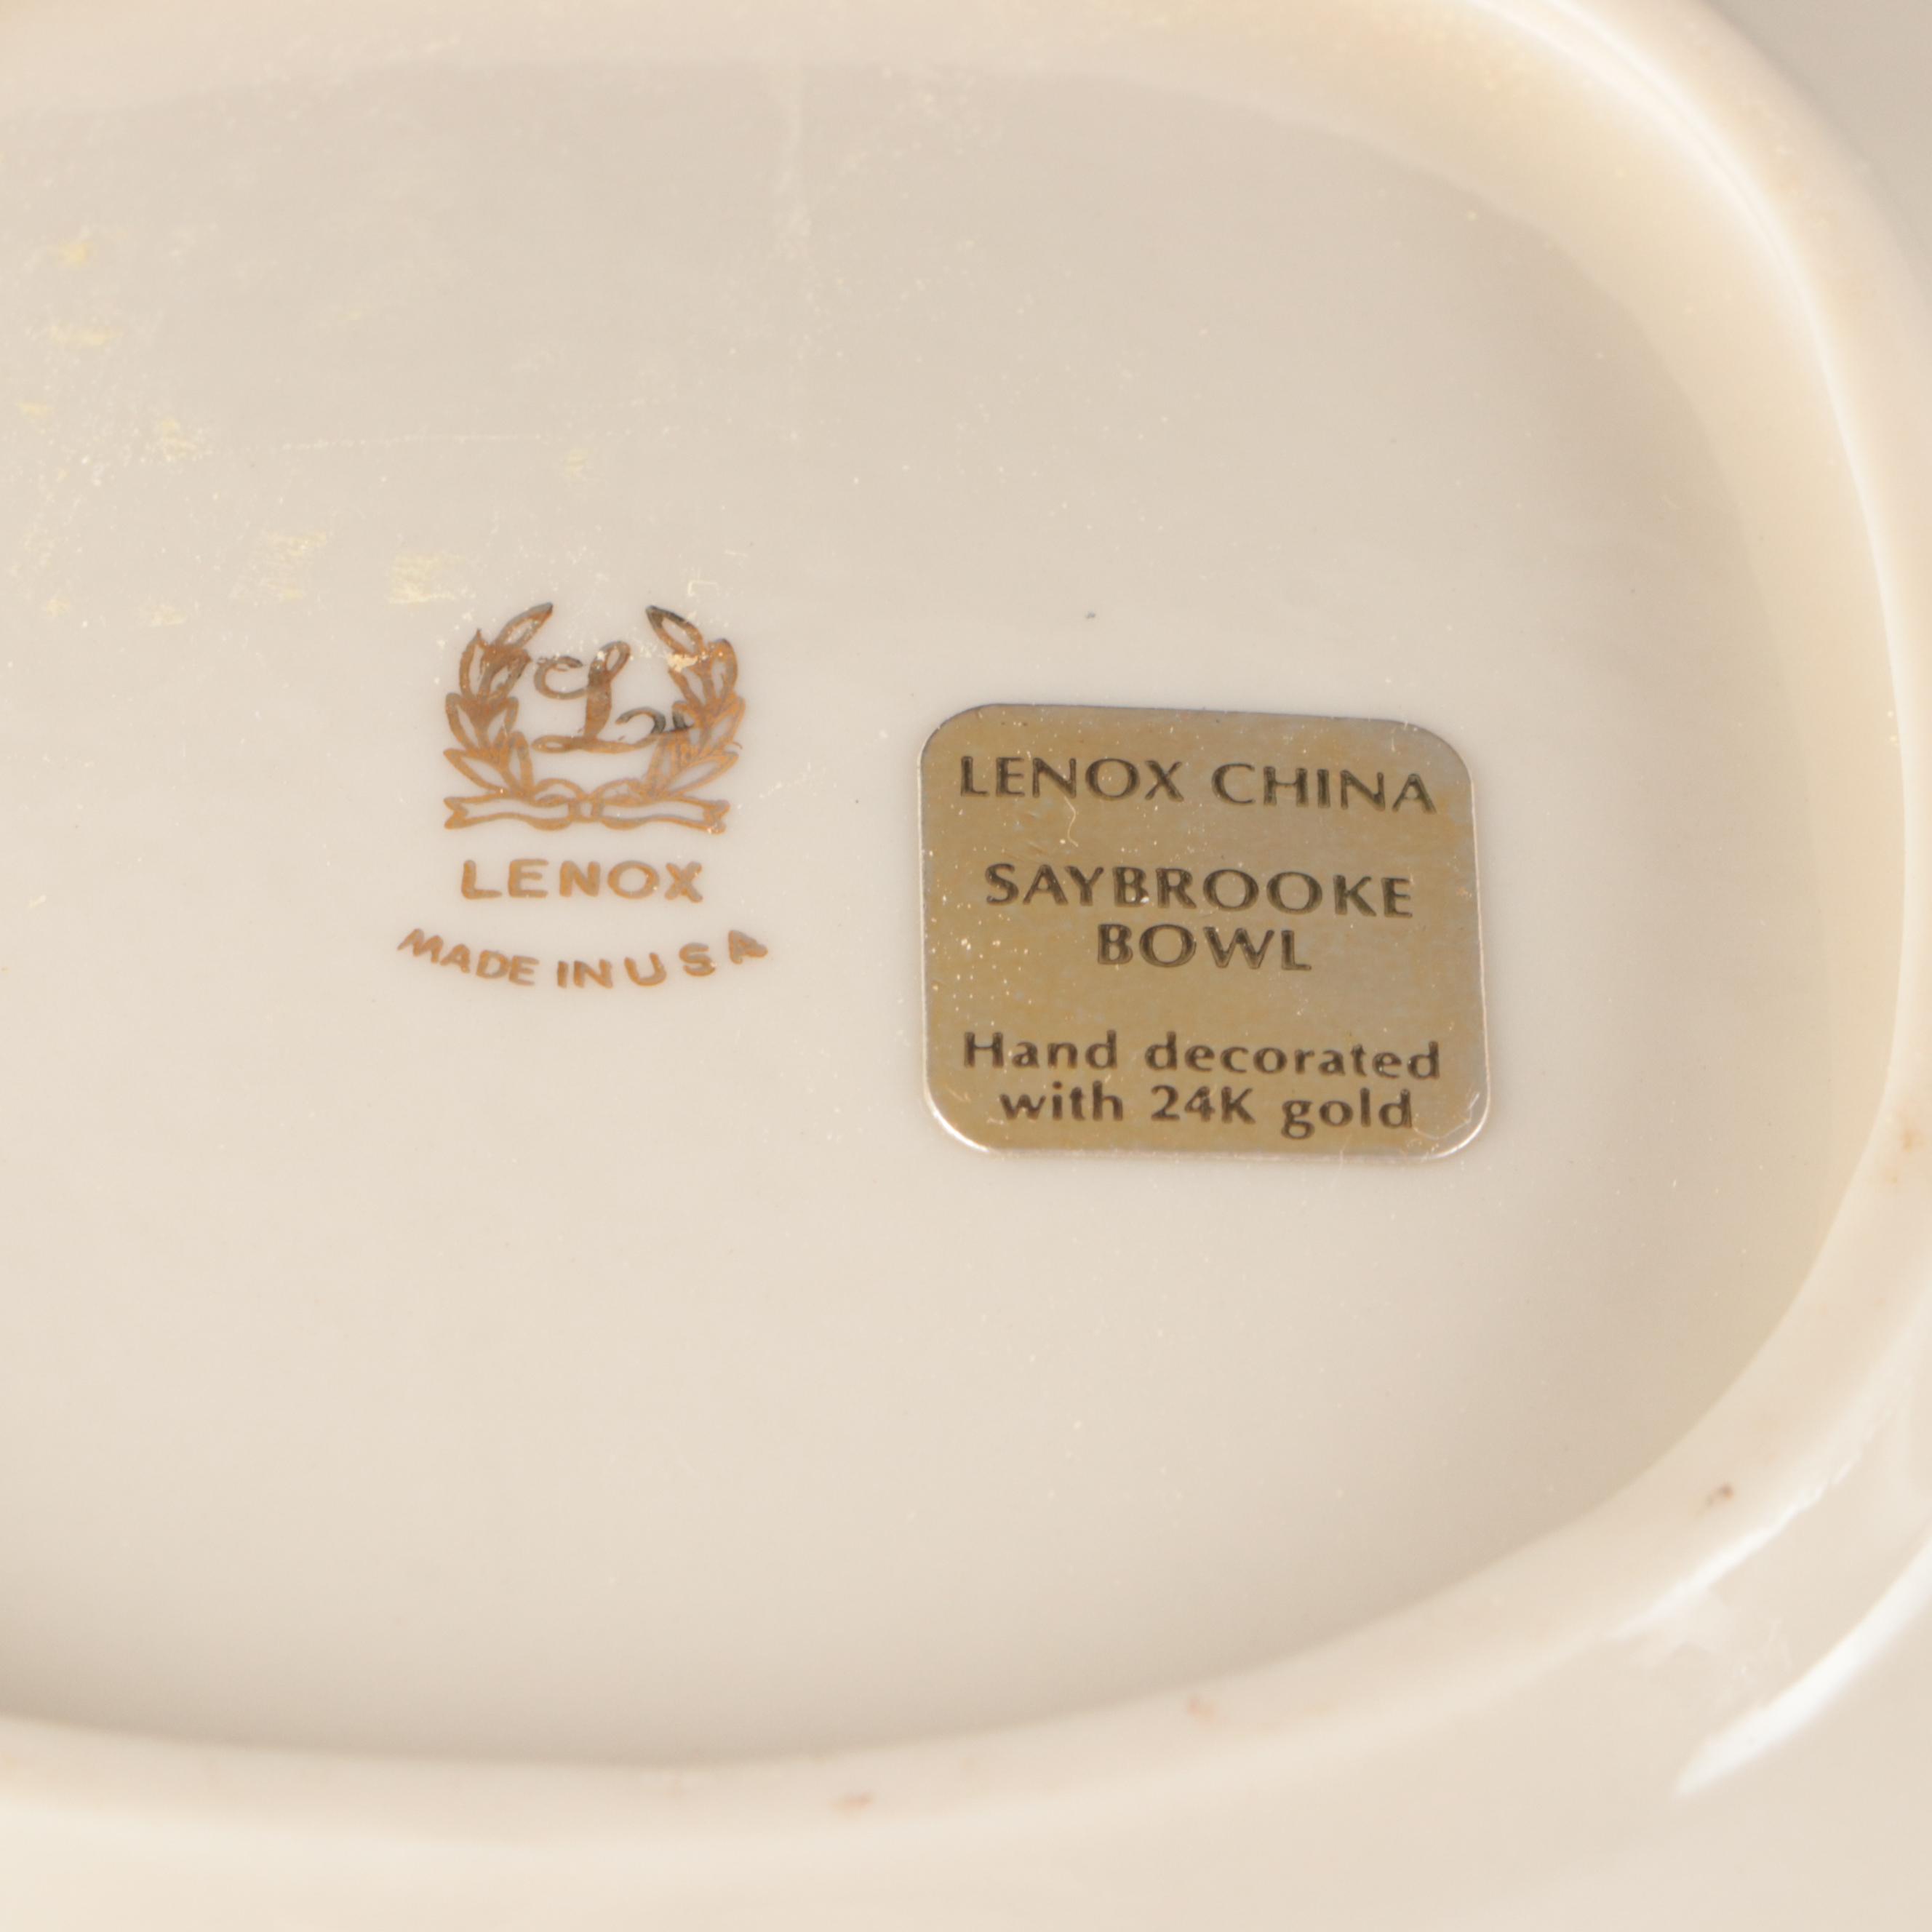 L
LENOX
MADE IN USA
LENOX CHINA
SAYBROOKE
BOWL
Hand decorated
with 24K gold